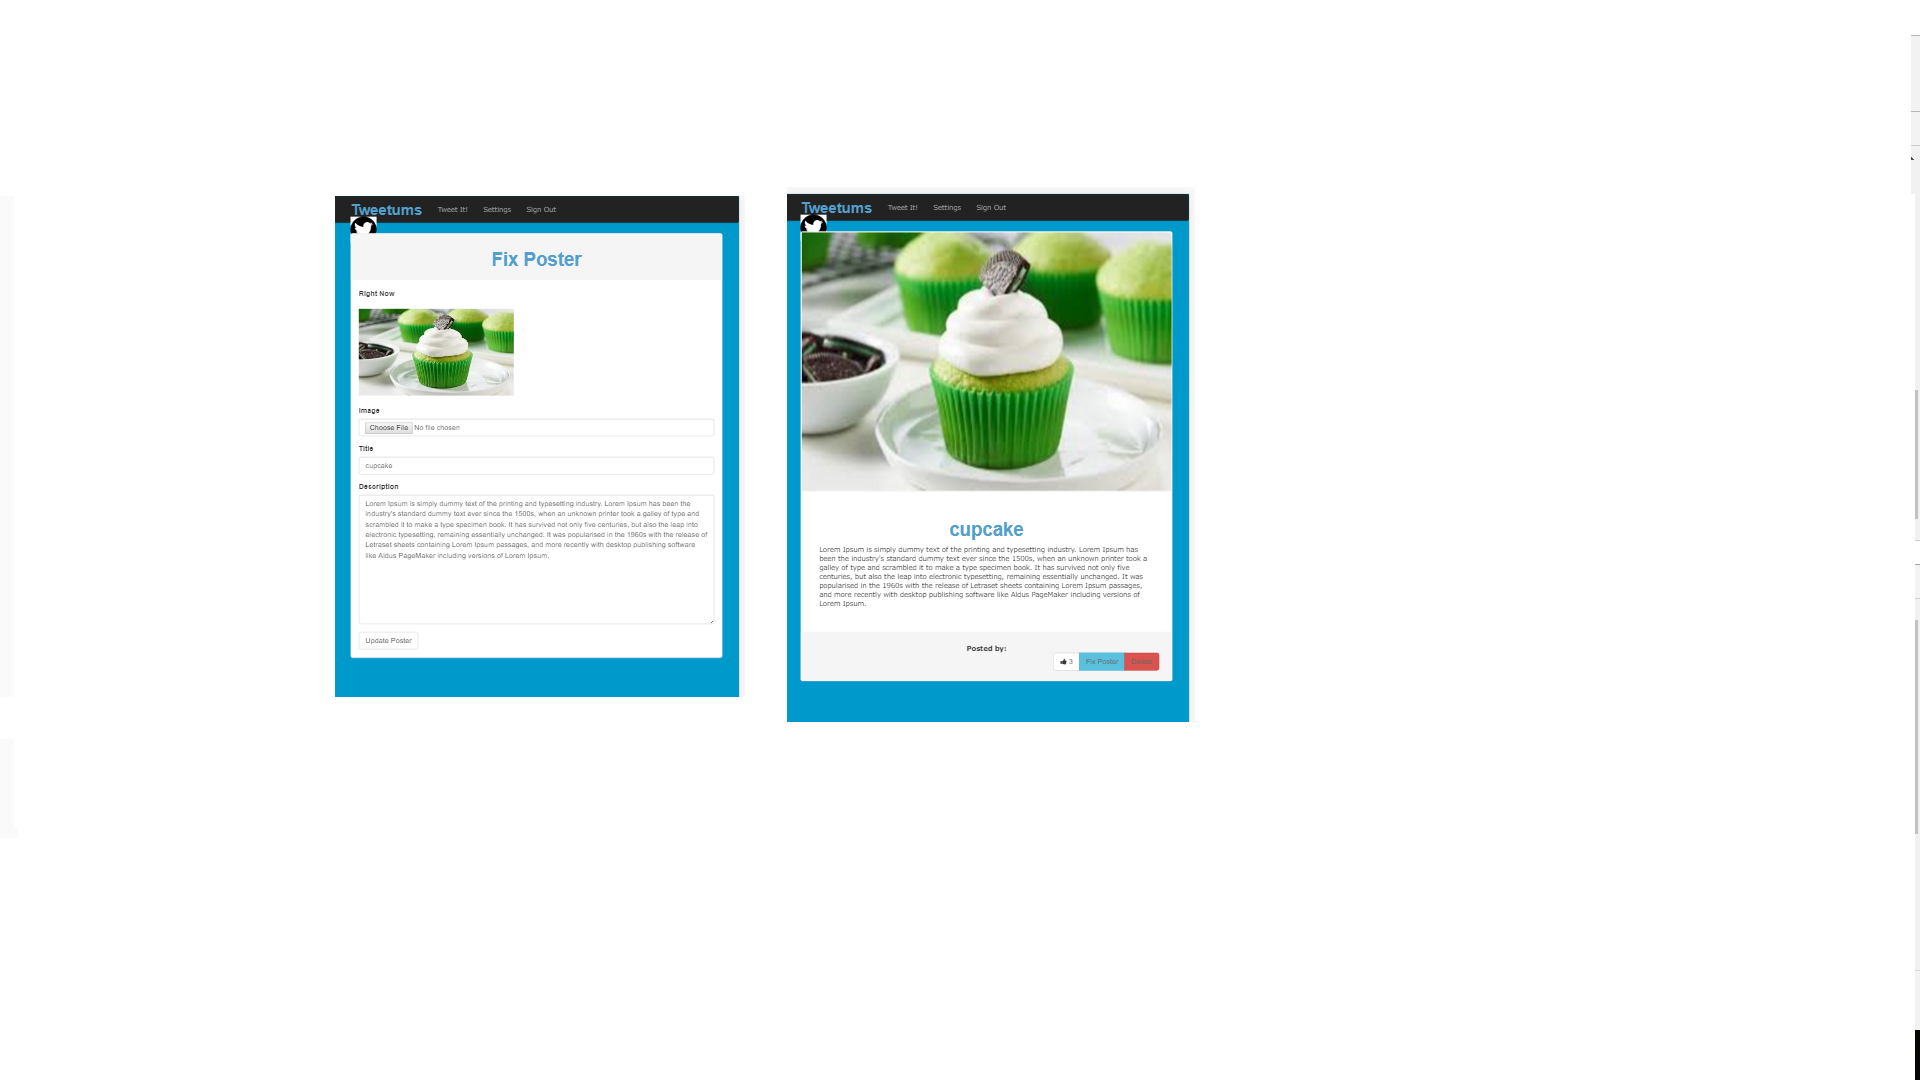 Tweetums Tweet It! Settings Sign Out
Fix Poster
Right Now
Image
Choose File No file chosen
Title
cupcake
Description
Lorem Ipsum is simply dummy text of the printing and typesetting industry. Lorem Ipsum has been the
industry's standard dummy text ever since the 1500s, when an unknown printer took a galley of type and
scrambled it to make a type specimen book. It has survived not only five centuries, but also the leap into
electronic typesetting, remaining essentially unchanged. It was popularised in the 1960s with the release of
Letraset sheets containing Lorem Ipsum passages, and more recently with desktop publishing software
like Aldus PageMaker including versions of Lorem Ipsum.
Update Poster
Tweetums Tweet It! Settings Sign Out
cupcake
Lorem Ipsum is simply dummy text of the printing and typesetting industry. Lorem Ipsum has
been the industry's standard dummy text ever since the 1500s, when an unknown printer took a
galley of type and scrambled it to make a type specimen book. It has survived not only five
centuries, but also the leap into electronic typesetting, remaining essentially unchanged. It was
popularised in the 1960s with the release of Letraset sheets containing Lorem Ipsum passages,
and more recently with desktop publishing software like Aldus PageMaker including versions of
Lorem Ipsum.
Posted by:
3 Fix Poster Delete